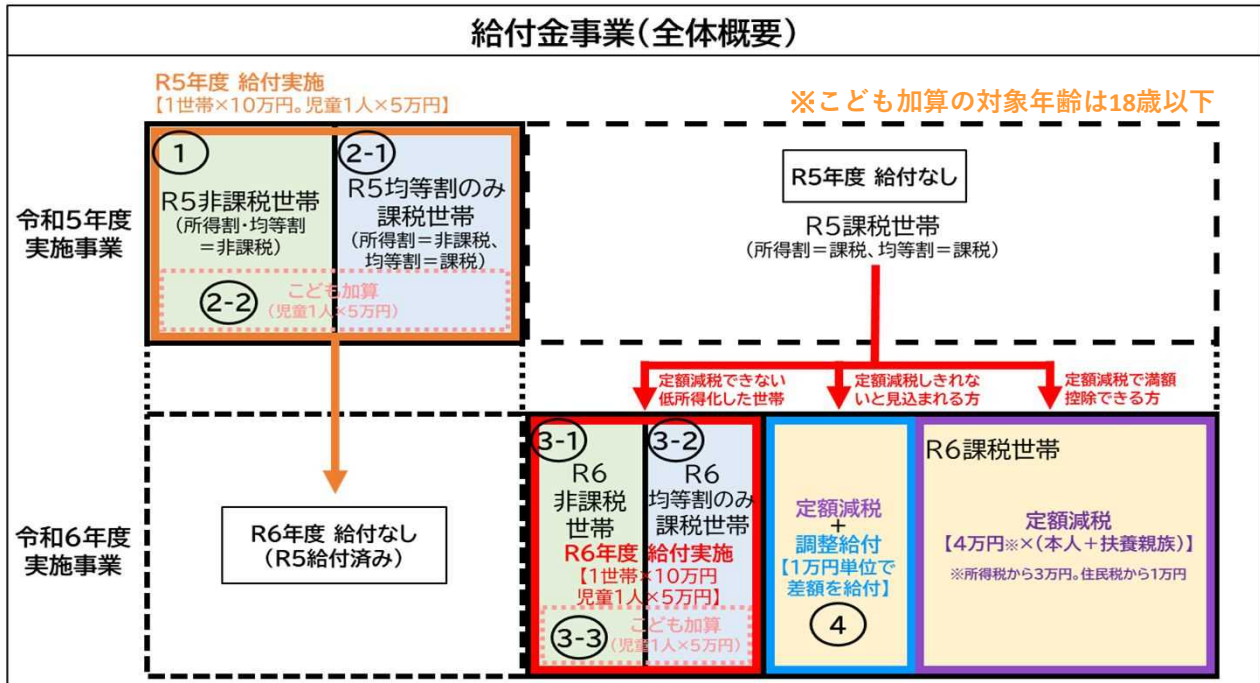 給付金事業(全体概要)
R5年度 給付実施
【1世帯×10万円。児童1人×5万円】
※こども加算の対象年齢は18歳以下
令和5年度
実施事業
1
R5非課税世帯
(所得割・均等割
＝非課税)
2-1
R5均等割のみ
課税世帯
(所得割＝非課税、
均等割＝課税)
2-2
こども加算
(児童1人×5万円)
R5年度 給付なし
R5課税世帯
(所得割＝課税、均等割＝課税)
定額減税できない
低所得化した世帯
定額減税しきれな
いと見込まれる方
定額減税で満額
控除できる方
令和6年度
実施事業
R6年度 給付なし
(R5給付済み)
3-1
R6
非課税
世帯
3-2
R6
均等割のみ
課税世帯
R6年度 給付実施
【1世帯×10万円
児童1人×5万円】
3-3
こども加算
(児童1人×5万円)
定額減税
+
調整給付
【1万円単位で
差額を給付】
4
R6課税世帯
定額減税
【4万円※×(本人＋扶養親族)】
※所得税から3万円。住民税から1万円